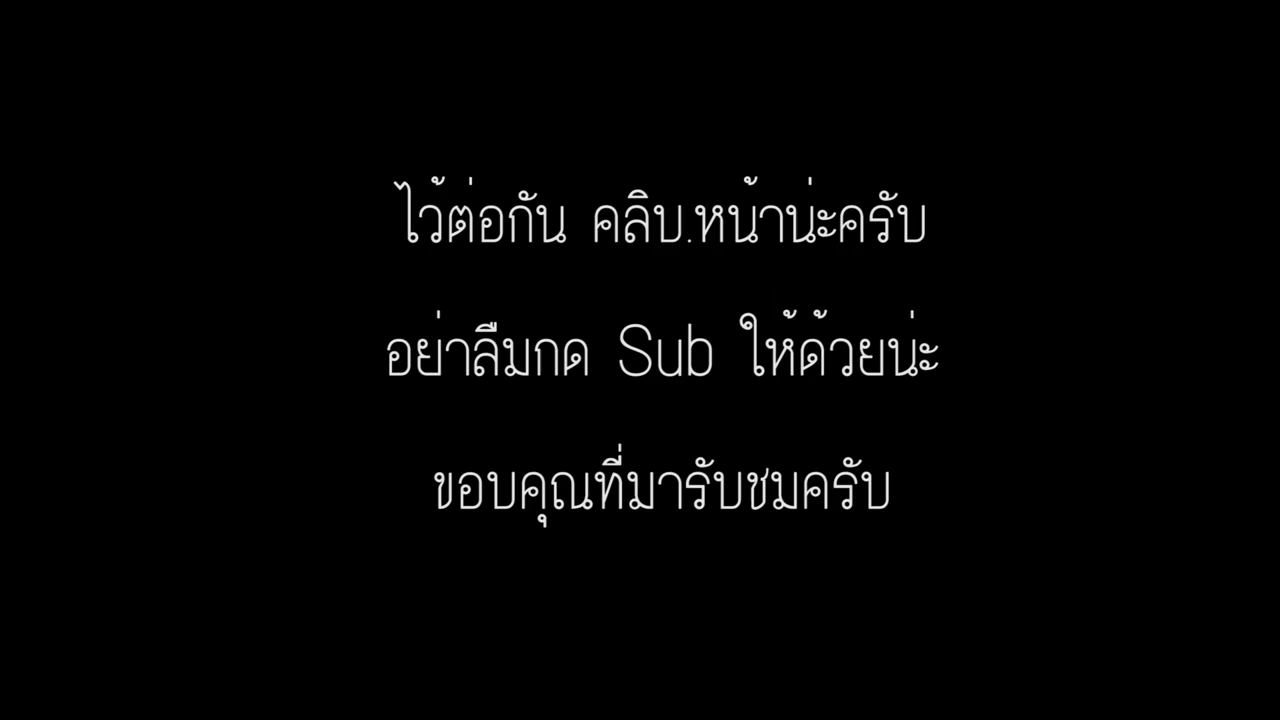 ไว้ต่อกัน คลิบ.หน้าน่ะครับ
อย่าลืมกด Sub ให้ด้วยน่ะ
ขอบคุณที่มารับชมครับ